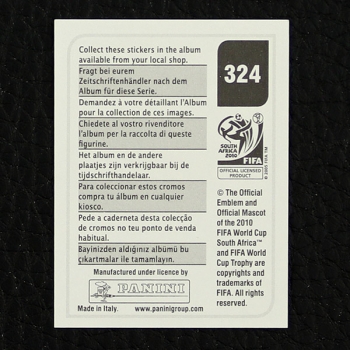 Collect these stickers in the album
available from your local shop.
Fragt bei eurem
Zeitschriftenhändler nach dem
Album für diese Serie.
Demandez à votre détaillant l'Album
pour la collection de ces images.
Chiedete al vostro rivenditore
l'album per la raccolta di queste
figurine.
Het album en de andere
plaatjes zijn verkrijgbaar bij de
tijdschrifthandelaar.
Para coleccionar estos cromos
compra tu álbum en cualquier
kiosco.
Pede a caderneta desta colecção
de cromos no teu ponto de venda
habitual.
Bayinizden aldığınız albümü bu
çıkartmalar ile tamamlayın.
Manufactured under licence by
PANINI
Made in Italy. www.paninigroup.com
324
SOUTH AFRICA
2010
FIFA
OFFICIAL LICENSED
PRODUCT
© The Official
Emblem and
Official Mascot
of the 2010
FIFA World Cup
South Africa™
and FIFA World
Cup Trophy are
copyrights and
trademarks of
FIFA. All rights
reserved.